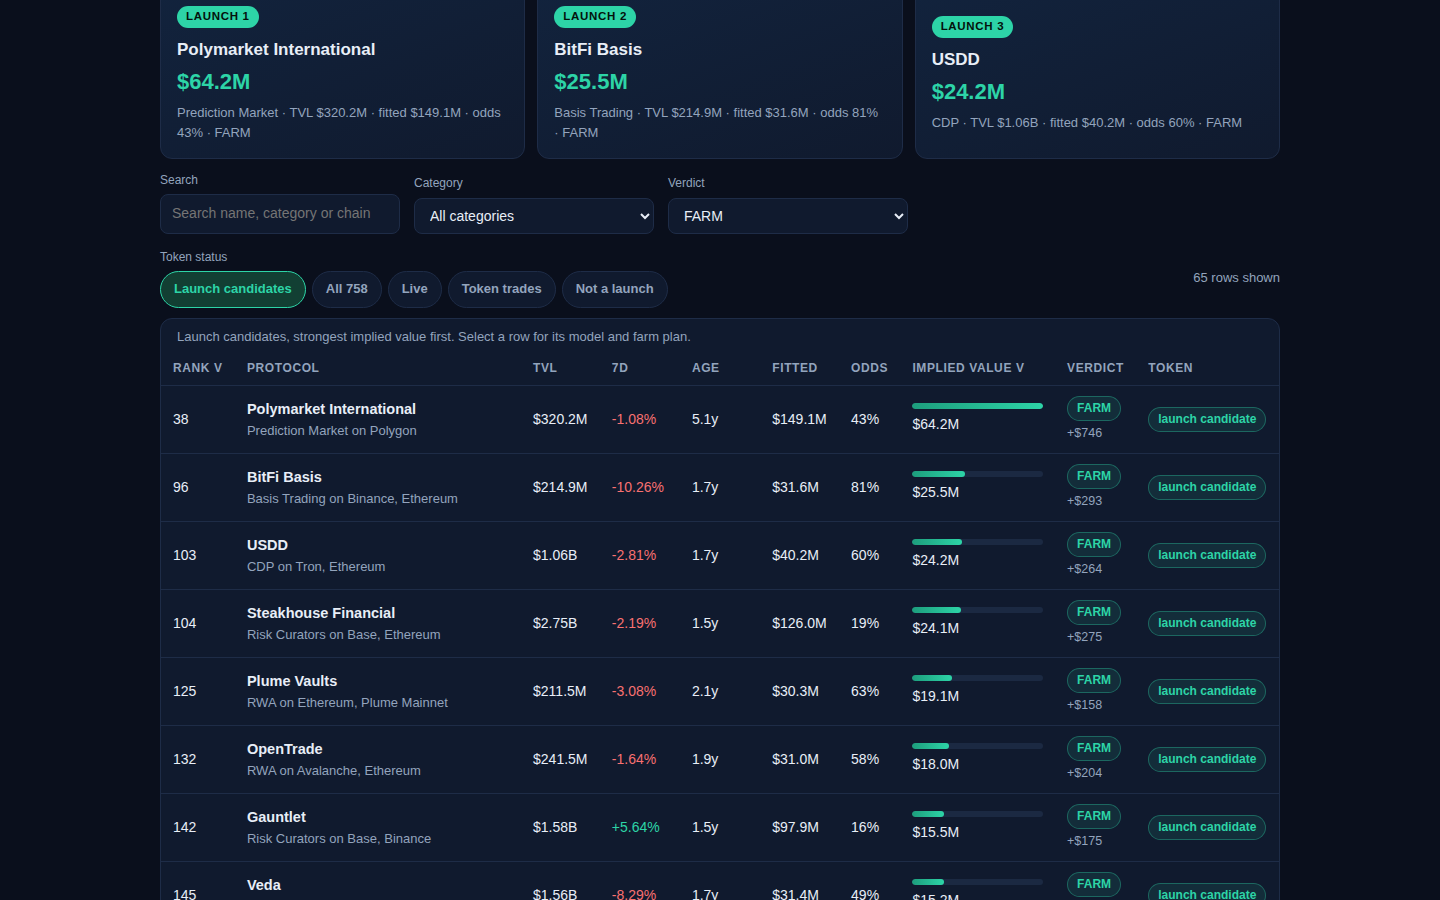 LAUNCH 1
Polymarket International
$64.2M
Prediction Market · TVL $320.2M · fitted $149.1M · odds
43% · FARM
LAUNCH 2
BitFi Basis
$25.5M
Basis Trading · TVL $214.9M · fitted $31.6M · odds 81%
· FARM
LAUNCH 3
USDD
$24.2M
CDP · TVL $1.06B · fitted $40.2M · odds 60% · FARM
Search
Search name, category or chain
Category
All categories
Verdict
FARM
Token status
Launch candidates
All 758
Live
Token trades
Not a launch
65 rows shown
Launch candidates, strongest implied value first. Select a row for its model and farm plan.
RANK V PROTOCOL TVL 7D AGE FITTED ODDS IMPLIED VALUE V VERDICT TOKEN
38 Polymarket International $320.2M -1.08% 5.1y $149.1M 43% $64.2M FARM launch candidate
Prediction Market on Polygon +$746
96 BitFi Basis $214.9M -10.26% 1.7y $31.6M 81% $25.5M FARM launch candidate
Basis Trading on Binance, Ethereum +$293
103 USDD $1.06B -2.81% 1.7y $40.2M 60% $24.2M FARM launch candidate
CDP on Tron, Ethereum +$264
104 Steakhouse Financial $2.75B -2.19% 1.5y $126.0M 19% $24.1M FARM launch candidate
Risk Curators on Base, Ethereum +$275
125 Plume Vaults $211.5M -3.08% 2.1y $30.3M 63% $19.1M FARM launch candidate
RWA on Ethereum, Plume Mainnet +$158
132 OpenTrade $241.5M -1.64% 1.9y $31.0M 58% $18.0M FARM launch candidate
RWA on Avalanche, Ethereum +$204
142 Gauntlet $1.58B +5.64% 1.5y $97.9M 16% $15.5M FARM launch candidate
Risk Curators on Base, Binance +$175
145 Veda $1.56B -8.29% 1.7y $31.4M 49% $15.2M FARM launch candidate